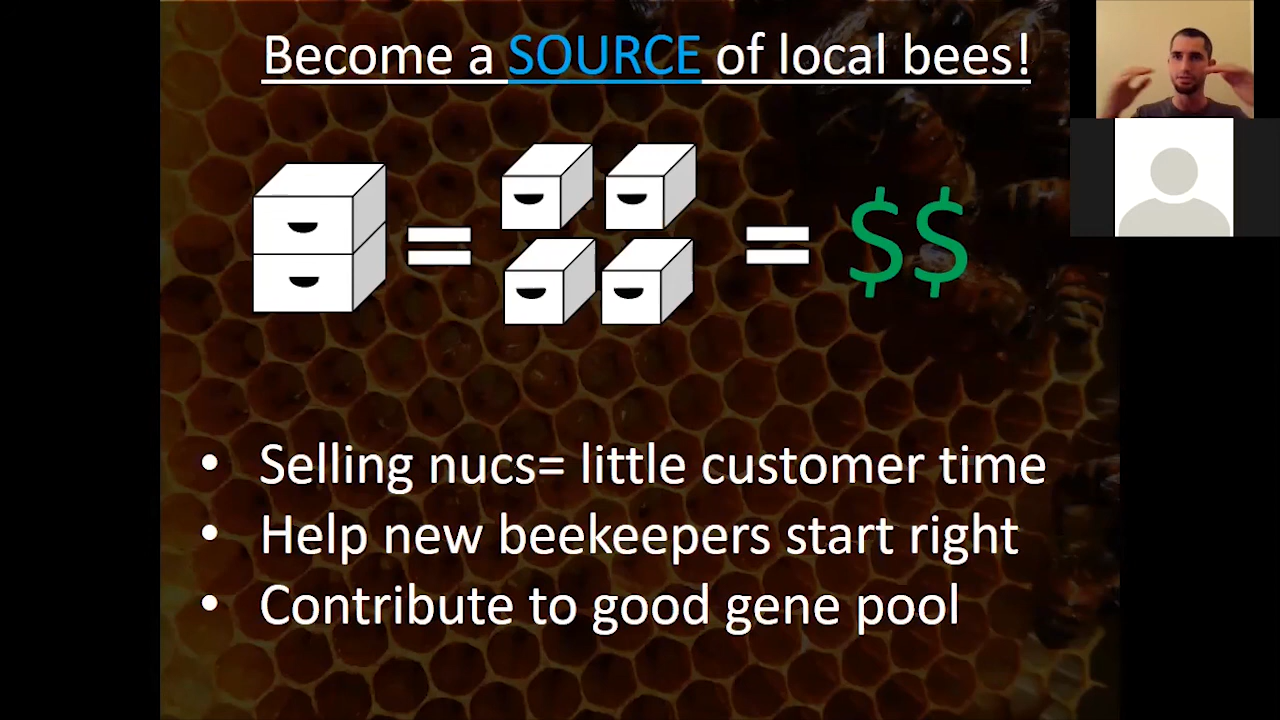 Become a SOURCE of local bees!
= = $$
• Selling nucs= little customer time
• Help new beekeepers start right
• Contribute to good gene pool